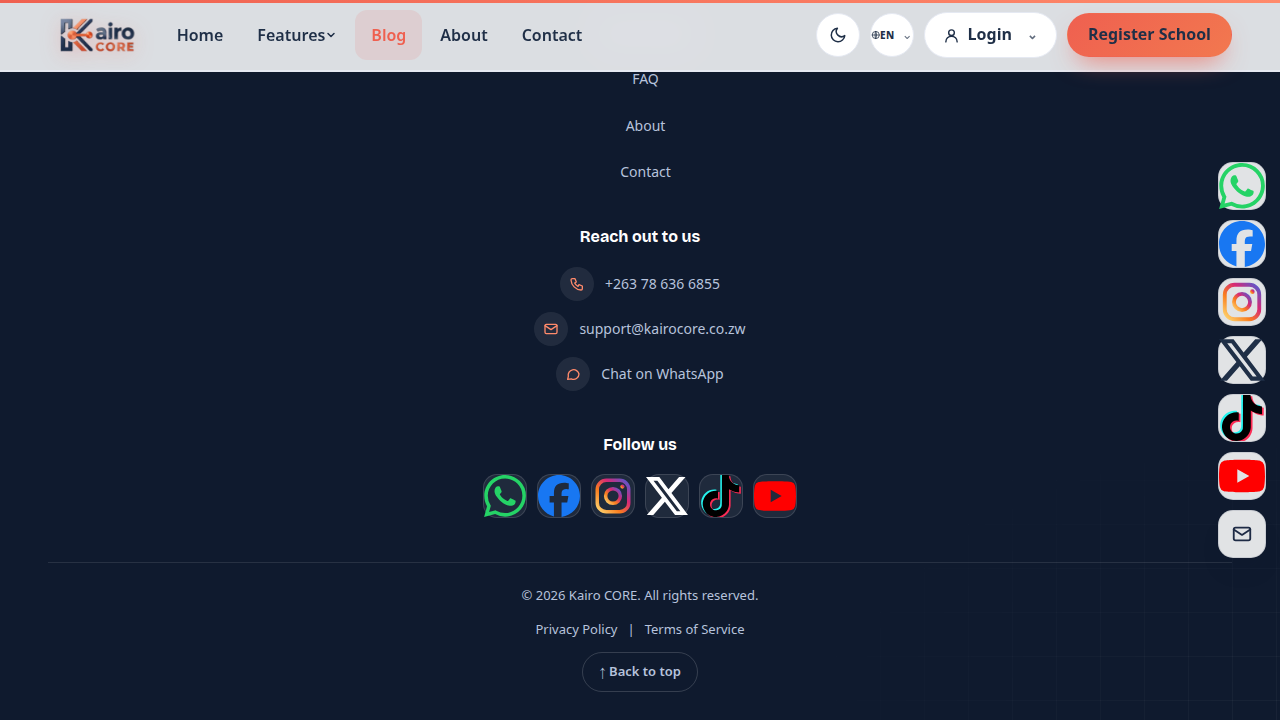 Kairo
CORE
Home
Features
Blog
About
Contact
EN
Login
Register School
FAQ
About
Contact
Reach out to us
+263 78 636 6855
support@kairocore.co.zw
Chat on WhatsApp
Follow us
© 2026 Kairo CORE. All rights reserved.
Privacy Policy | Terms of Service
↑ Back to top